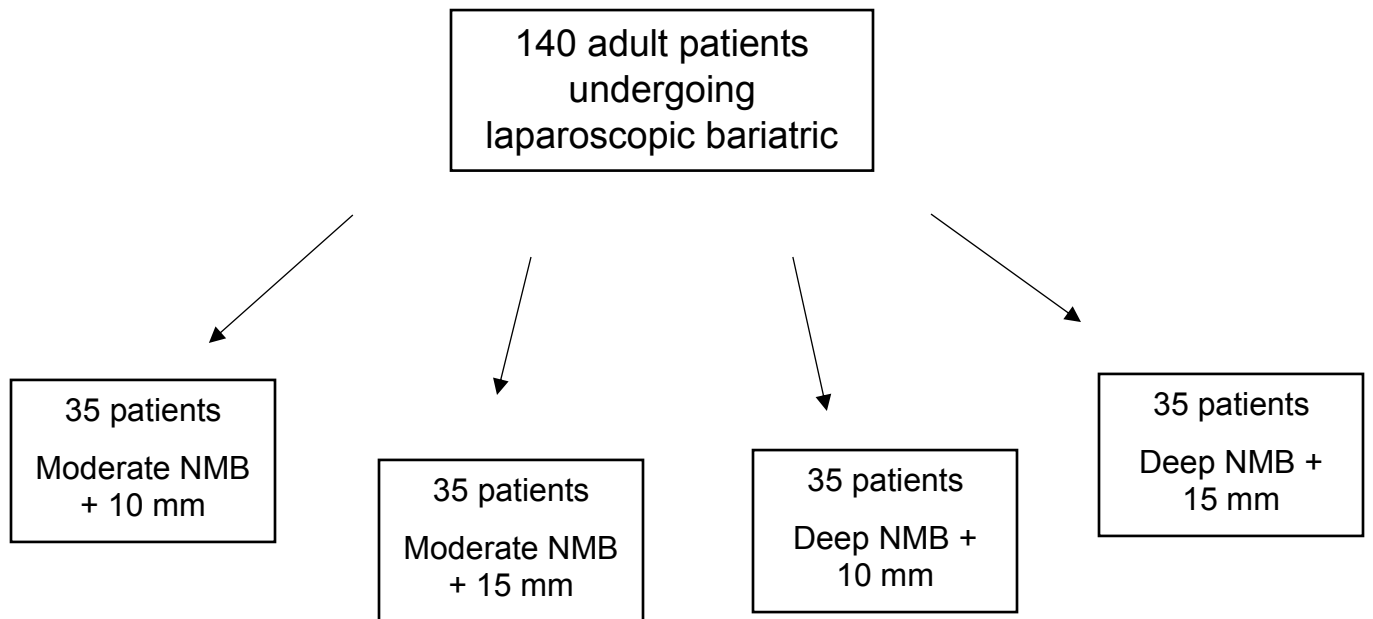 140 adult patients
undergoing
laparoscopic bariatric
35 patients
Moderate NMB
+ 10 mm
35 patients
Moderate NMB
+ 15 mm
35 patients
Deep NMB +
10 mm
35 patients
Deep NMB +
15 mm